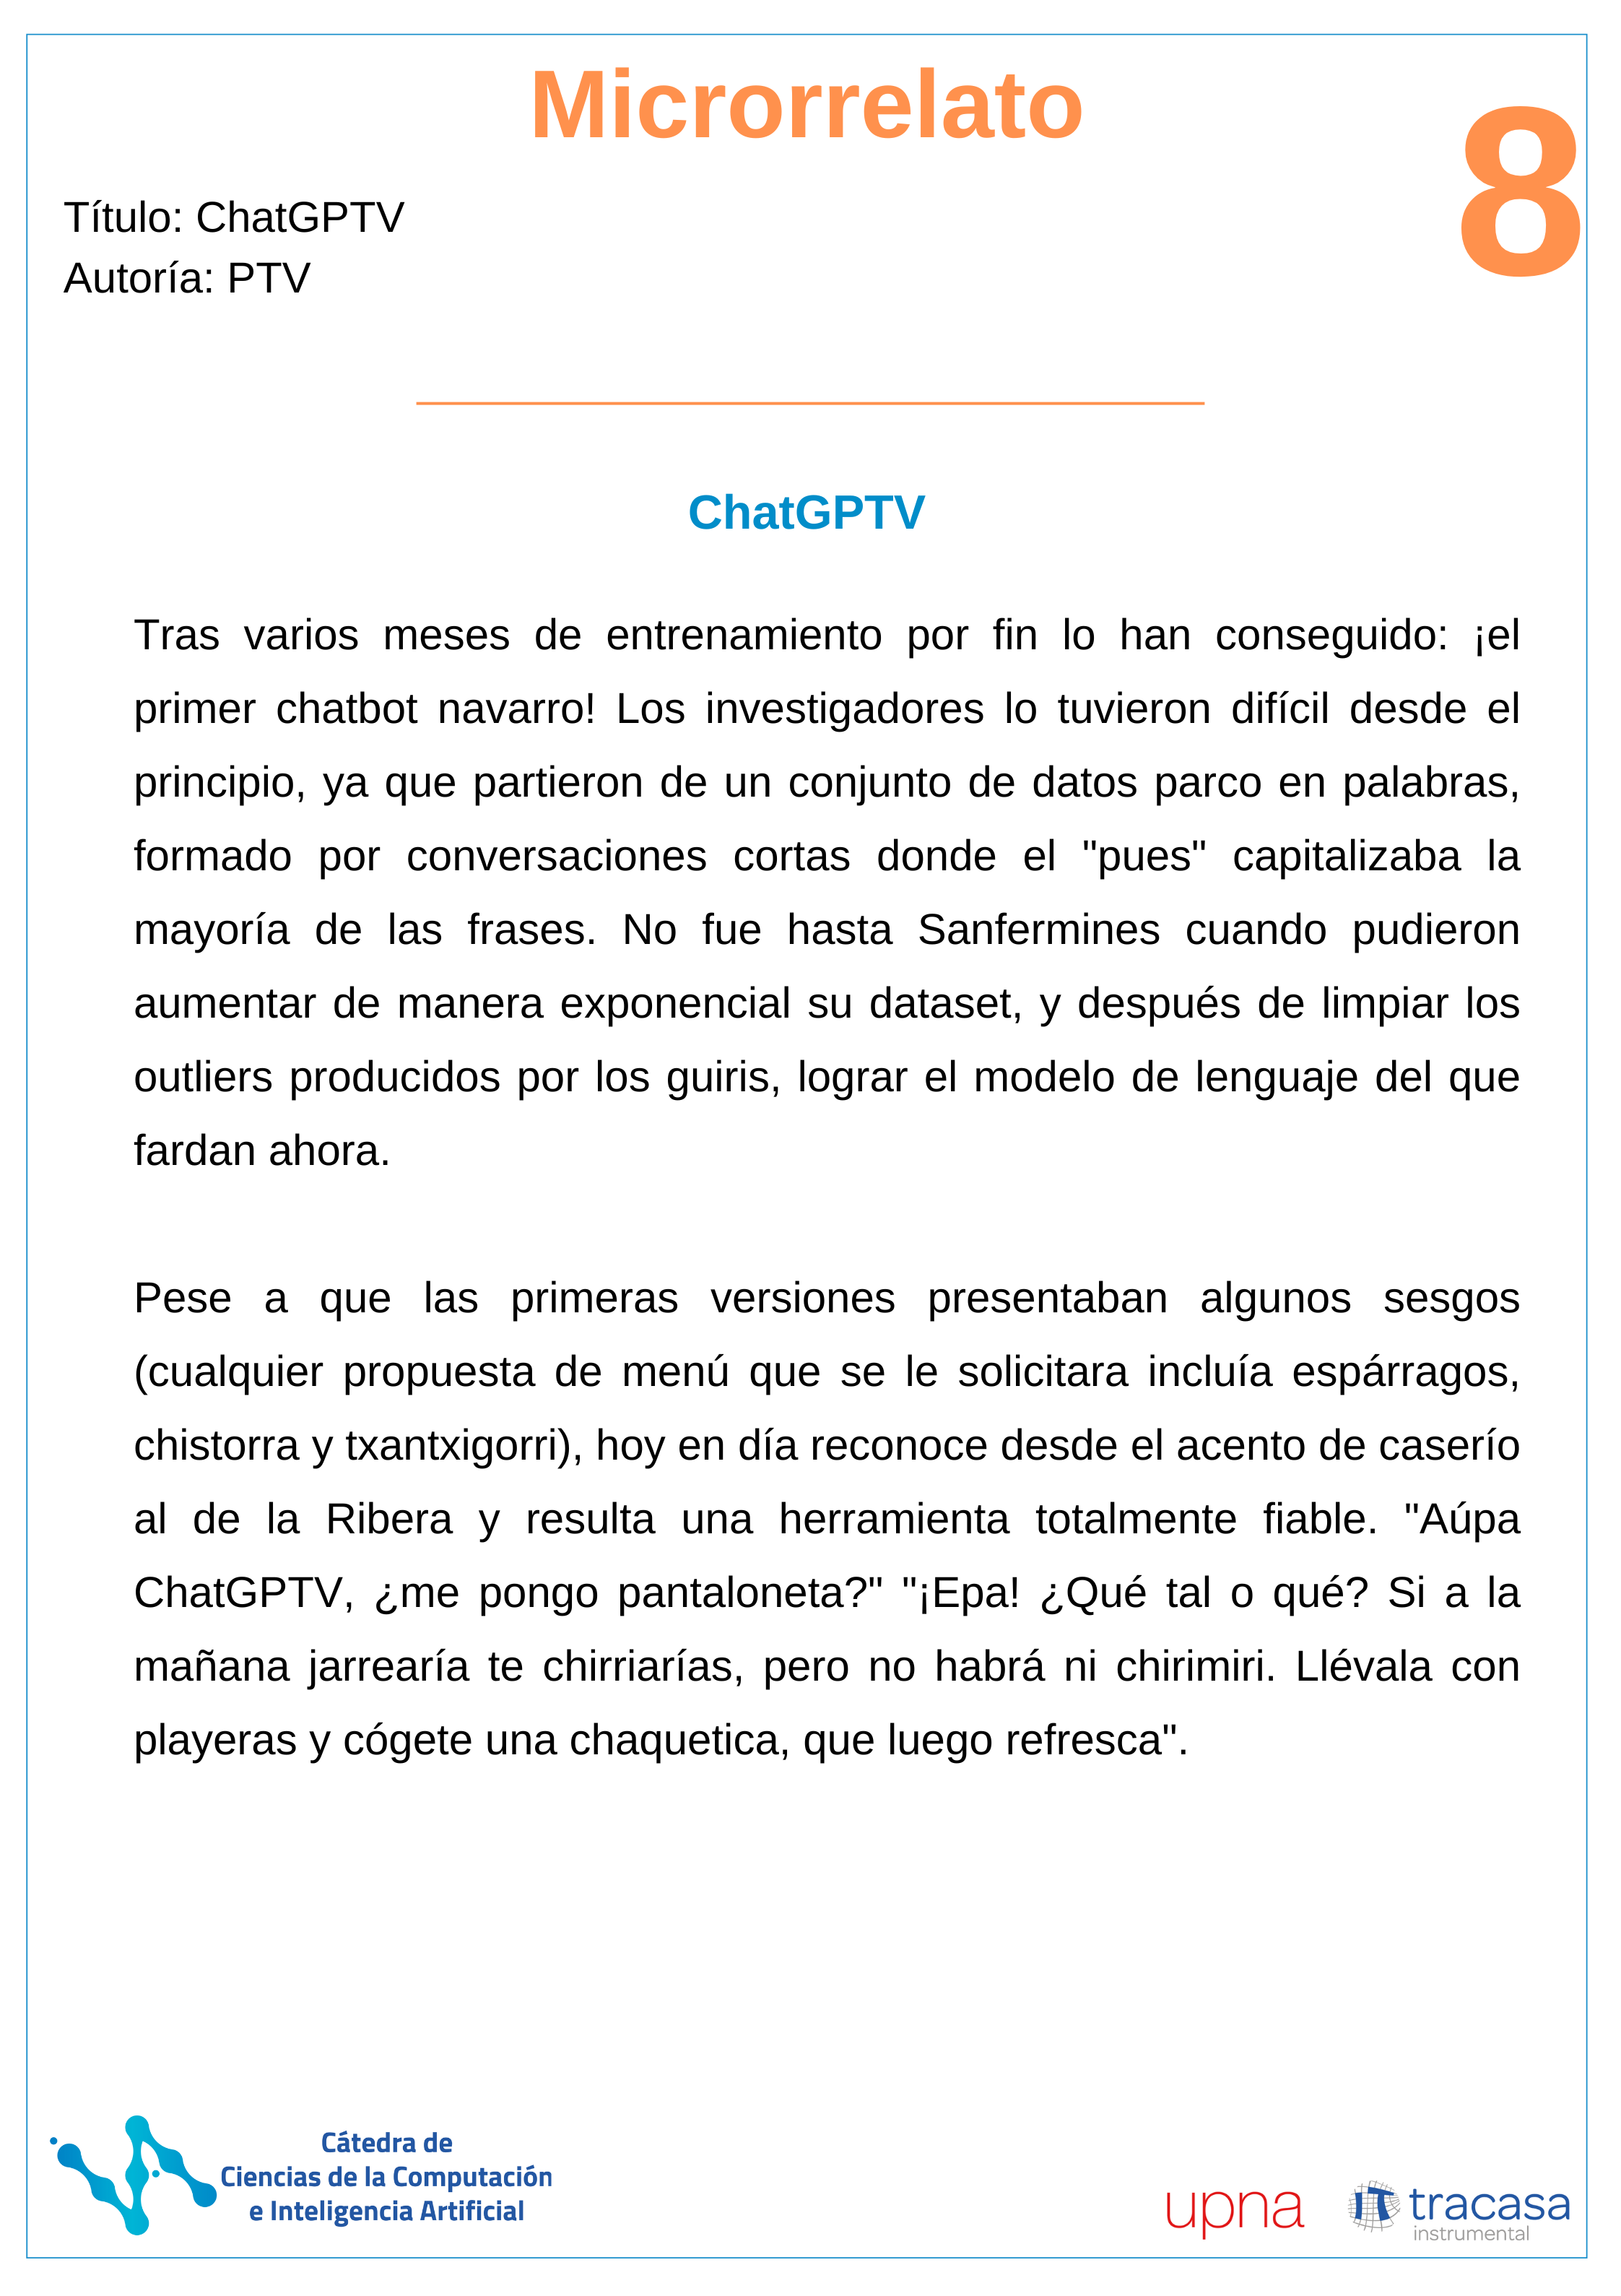 Microrrelato
8
Título: ChatGPTV
Autoría: PTV
ChatGPTV
Tras varios meses de entrenamiento por fin lo han conseguido: ¡el
primer chatbot navarro! Los investigadores lo tuvieron difícil desde el
principio, ya que partieron de un conjunto de datos parco en palabras,
formado por conversaciones cortas donde el "pues" capitalizaba la
mayoría de las frases. No fue hasta Sanfermines cuando pudieron
aumentar de manera exponencial su dataset, y después de limpiar los
outliers producidos por los guiris, lograr el modelo de lenguaje del que
fardan ahora.
Pese a que las primeras versiones presentaban algunos sesgos
(cualquier propuesta de menú que se le solicitara incluía espárragos,
chistorra y txantxigorri), hoy en día reconoce desde el acento de caserío
al de la Ribera y resulta una herramienta totalmente fiable. "Aúpa
ChatGPTV, ¿me pongo pantaloneta?" "¡Epa! ¿Qué tal o qué? Si a la
mañana jarrearía te chirriarías, pero no habrá ni chirimiri. Llévala con
playeras y cógete una chaquetica, que luego refresca".
Cátedra de
Ciencias de la Computación
e Inteligencia Artificial
upna
tracasa
instrumental